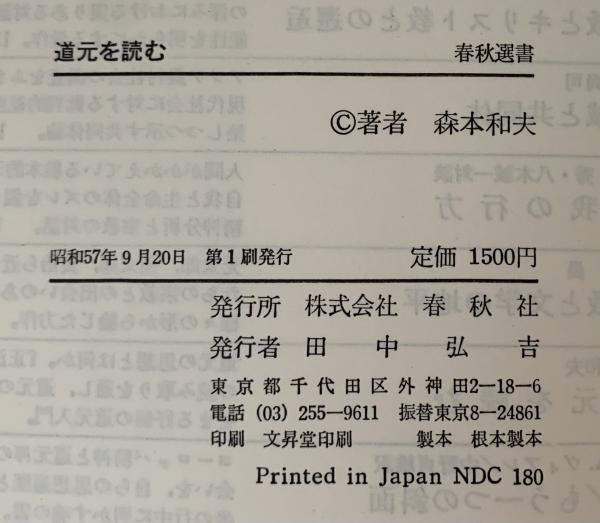 道元を読む 春秋選書
©著者 森本和夫
昭和57年9月20日 第1刷発行 定価 1500円
発行所 株式会社 春秋社
発行者 田中弘吉
東京都千代田区外神田2—18—6
電話 (03) 255—9611 振替東京8—24861
印刷 文昇堂印刷 製本 根本製本
Printed in Japan NDC 180